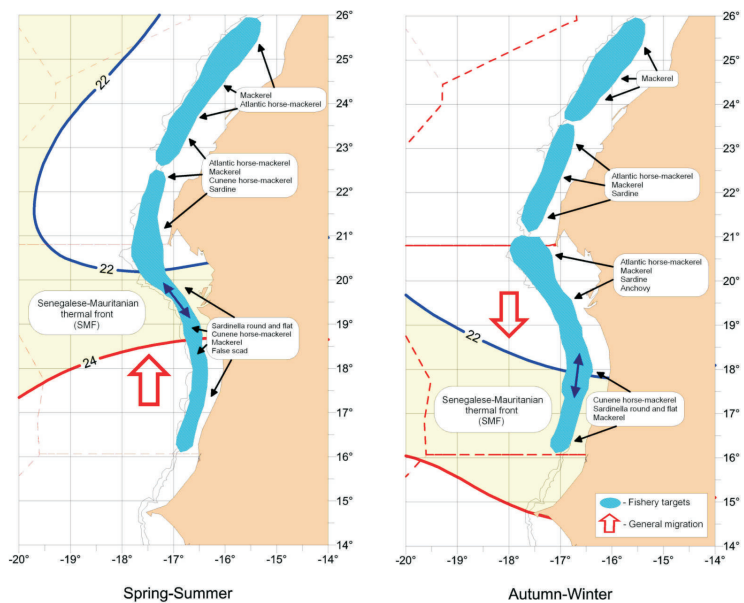 26°
25°
24°
23°
22°
21°
20°
19°
18°
17°
16°
15°
14°
22
Mackerel
Atlantic horse-mackerel
Atlantic horse-mackerel
Mackerel
Cunene horse-mackerel
Sardine
22
Senegalese-Mauritanian
thermal front
(SMF)
Sardinella round and flat
Cunene horse-mackerel
Mackerel
False scad
24
-20° -19° -18° -17° -16° -15° -14°
Spring-Summer
26°
25°
24°
23°
22°
21°
20°
19°
18°
17°
16°
15°
14°
Mackerel
Atlantic horse-mackerel
Mackerel
Sardine
Atlantic horse-mackerel
Mackerel
Sardine
Anchovy
22
Senegalese-Mauritanian
thermal front
(SMF)
Cunene horse-mackerel
Sardinella round and flat
Mackerel
- Fishery targets
- General migration
-20° -19° -18° -17° -16° -15° -14°
Autumn-Winter